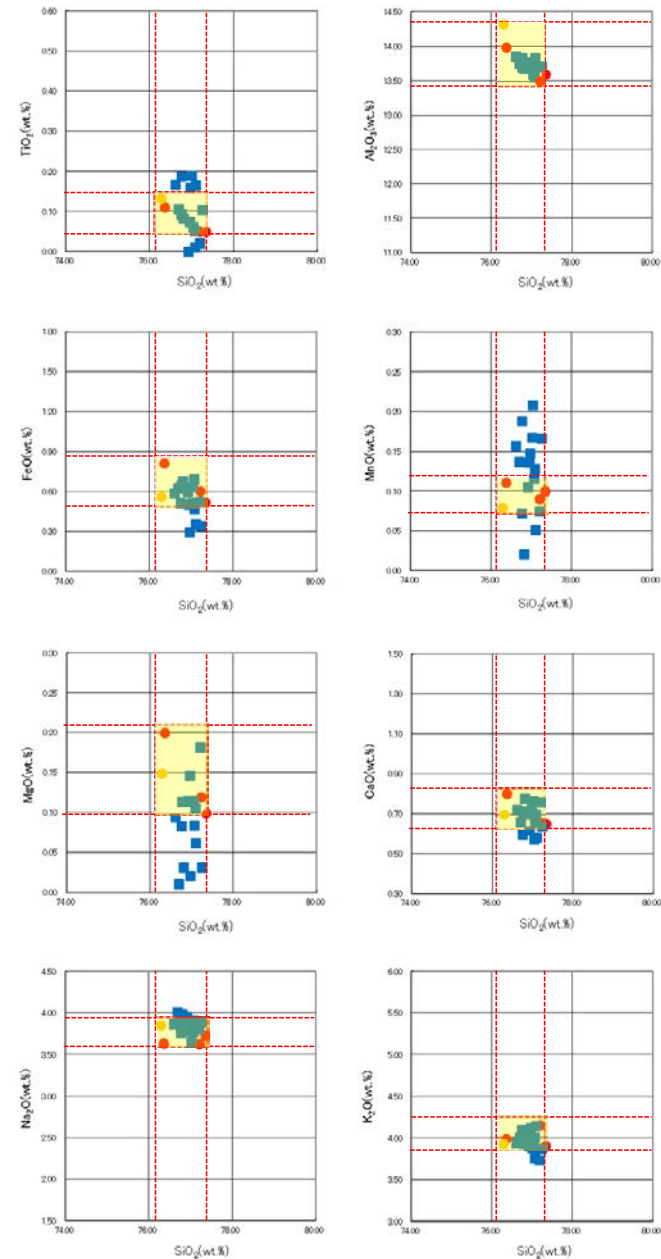 0.60
0.50
0.40
0.30
0.20
0.10
0.00
TiO₂(wt.%)
74.00 76.00 78.00 80.00
SiO₂(wt.%)
14.50
14.00
13.50
13.00
12.50
12.00
11.50
11.00
Al₂O₃(wt.%)
74.00 76.00 78.00 80.00
SiO₂(wt.%)
1.80
1.50
1.20
0.90
0.60
0.30
0.00
FeO(wt.%)
74.00 76.00 78.00 80.00
SiO₂(wt.%)
0.30
0.25
0.20
0.15
0.10
0.05
0.00
MnO(wt.%)
74.00 76.00 78.00 80.00
SiO₂(wt.%)
0.30
0.25
0.20
0.15
0.10
0.05
0.00
MgO(wt.%)
74.00 76.00 78.00 80.00
SiO₂(wt.%)
1.50
1.30
1.10
0.90
0.70
0.50
0.30
CaO(wt.%)
74.00 76.00 78.00 80.00
SiO₂(wt.%)
4.50
4.00
3.50
3.00
2.50
2.00
1.50
Na₂O(wt.%)
74.00 76.00 78.00 80.00
SiO₂(wt.%)
6.00
5.50
5.00
4.50
4.00
3.50
3.00
K₂O(wt.%)
74.00 76.00 78.00 80.00
SiO₂(wt.%)